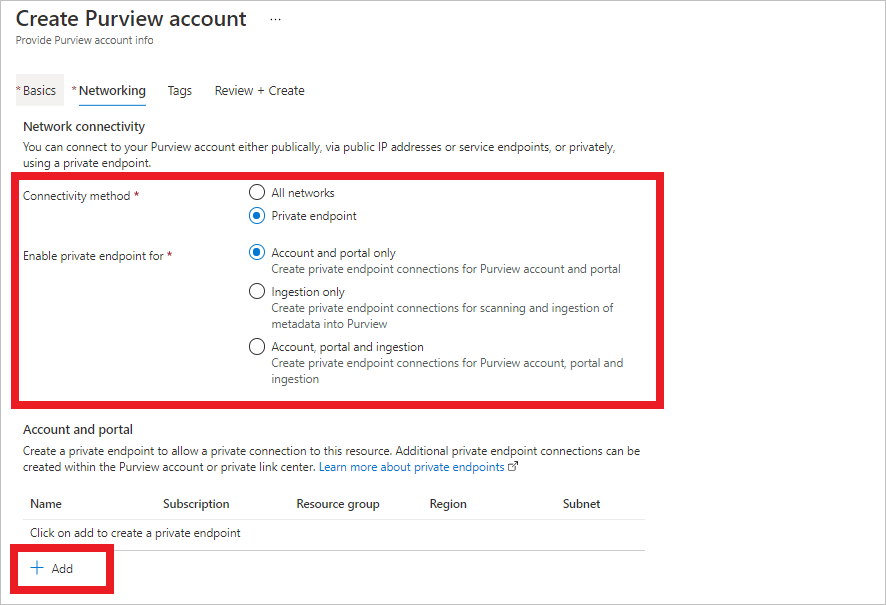 Create Purview account ...
Provide Purview account info
* Basics * Networking Tags Review + Create
Network connectivity
You can connect to your Purview account either publically, via public IP addresses or service endpoints, or privately,
using a private endpoint.
Connectivity method *
All networks
Private endpoint
Enable private endpoint for *
Account and portal only
Create private endpoint connections for Purview account and portal
Ingestion only
Create private endpoint connections for scanning and ingestion of
metadata into Purview
Account, portal and ingestion
Create private endpoint connections for Purview account, portal and
ingestion
Account and portal
Create a private endpoint to allow a private connection to this resource. Additional private endpoint connections can be
created within the Purview account or private link center. Learn more about private endpoints
Name Subscription Resource group Region Subnet
Click on add to create a private endpoint
+ Add